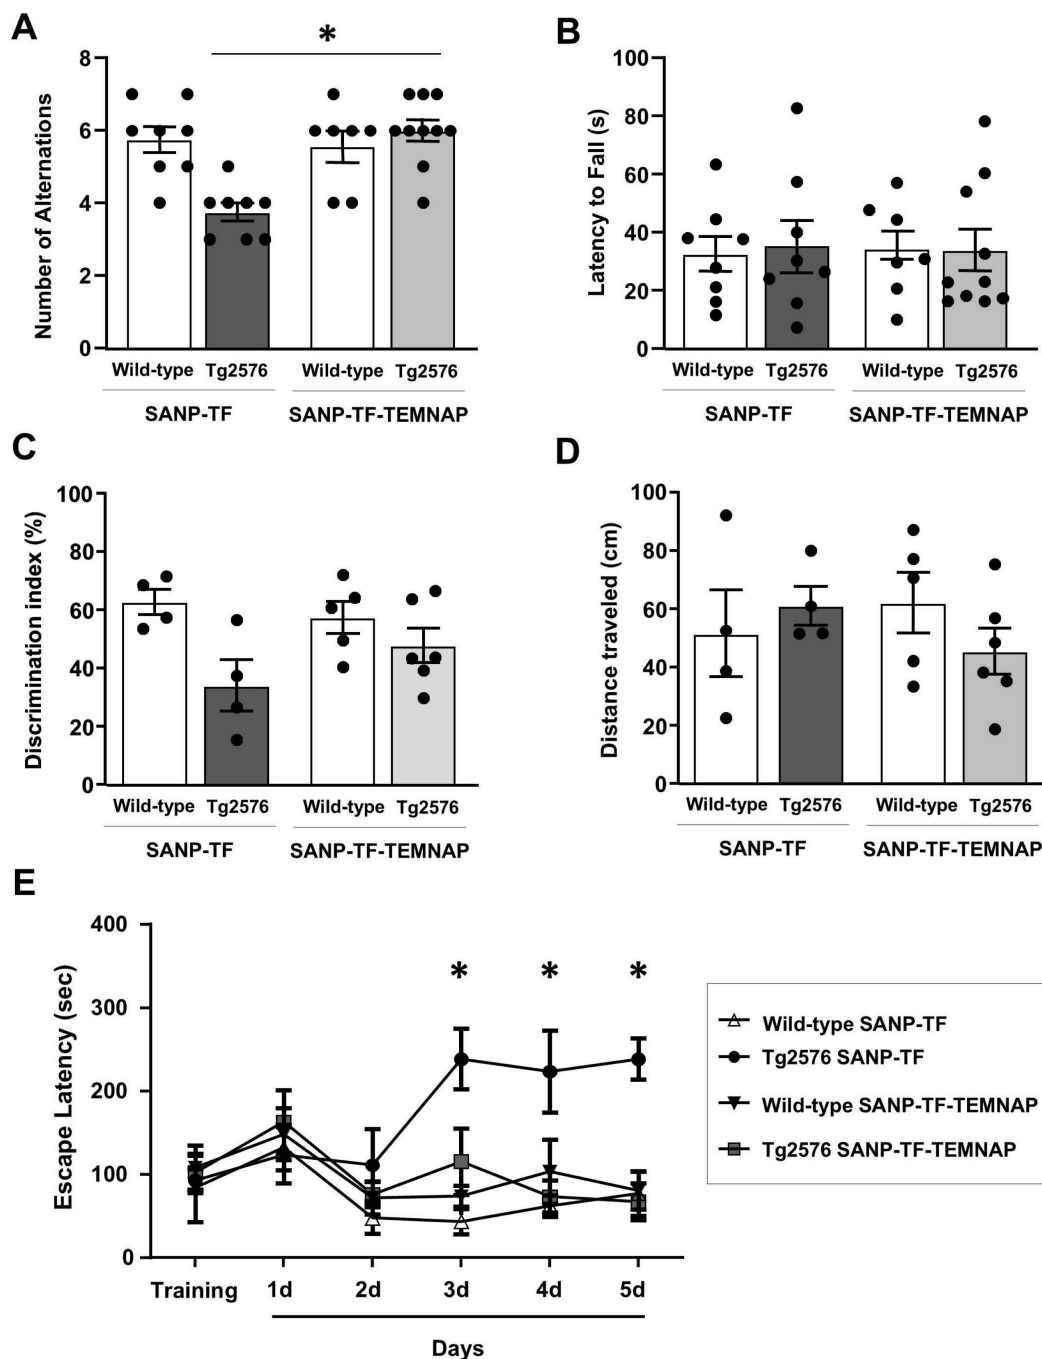 A
*
8
6
4
2
0
Number of Alternations
Wild-type Tg2576 Wild-type Tg2576
SANP-TF SANP-TF-TEMNAP
B
100
80
60
40
20
0
Latency to Fall (s)
Wild-type Tg2576 Wild-type Tg2576
SANP-TF SANP-TF-TEMNAP
C
100
80
60
40
20
0
Discrimination index (%)
Wild-type Tg2576 Wild-type Tg2576
SANP-TF SANP-TF-TEMNAP
D
100
80
60
40
20
0
Distance traveled (cm)
Wild-type Tg2576 Wild-type Tg2576
SANP-TF SANP-TF-TEMNAP
E
400
300
200
100
0
Escape Latency (sec)
* * *
Training 1d 2d 3d 4d 5d
Days
Wild-type SANP-TF
Tg2576 SANP-TF
Wild-type SANP-TF-TEMNAP
Tg2576 SANP-TF-TEMNAP